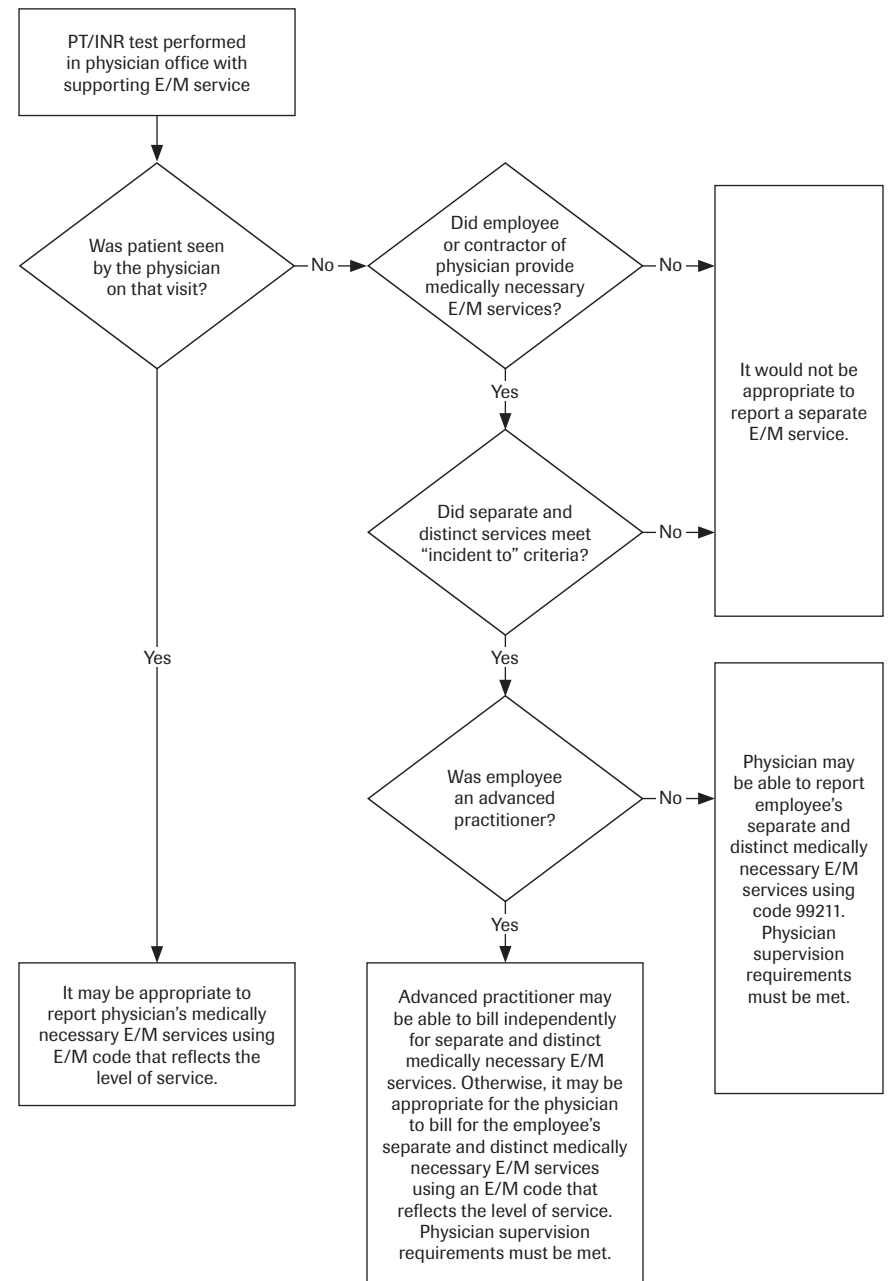 PT/INR test performed
in physician office with
supporting E/M service
Was patient seen
by the physician
on that visit?
No
Did employee
or contractor of
physician provide
medically necessary
E/M services?
No
It would not be
appropriate to
report a separate
E/M service.
Yes
Did separate and
distinct services meet
“incident to” criteria?
No
Yes
Yes
Was employee
an advanced
practitioner?
No
Physician may
be able to report
employee’s
separate and
distinct medically
necessary E/M
services using
code 99211.
Physician
supervision
requirements
must be met.
Yes
It may be appropriate to
report physician’s medically
necessary E/M services using
E/M code that reflects the
level of service.
Advanced practitioner may
be able to bill independently
for separate and distinct
medically necessary E/M
services. Otherwise, it may be
appropriate for the physician
to bill for the employee’s
separate and distinct medically
necessary E/M services
using an E/M code that
reflects the level of service.
Physician supervision
requirements must be met.